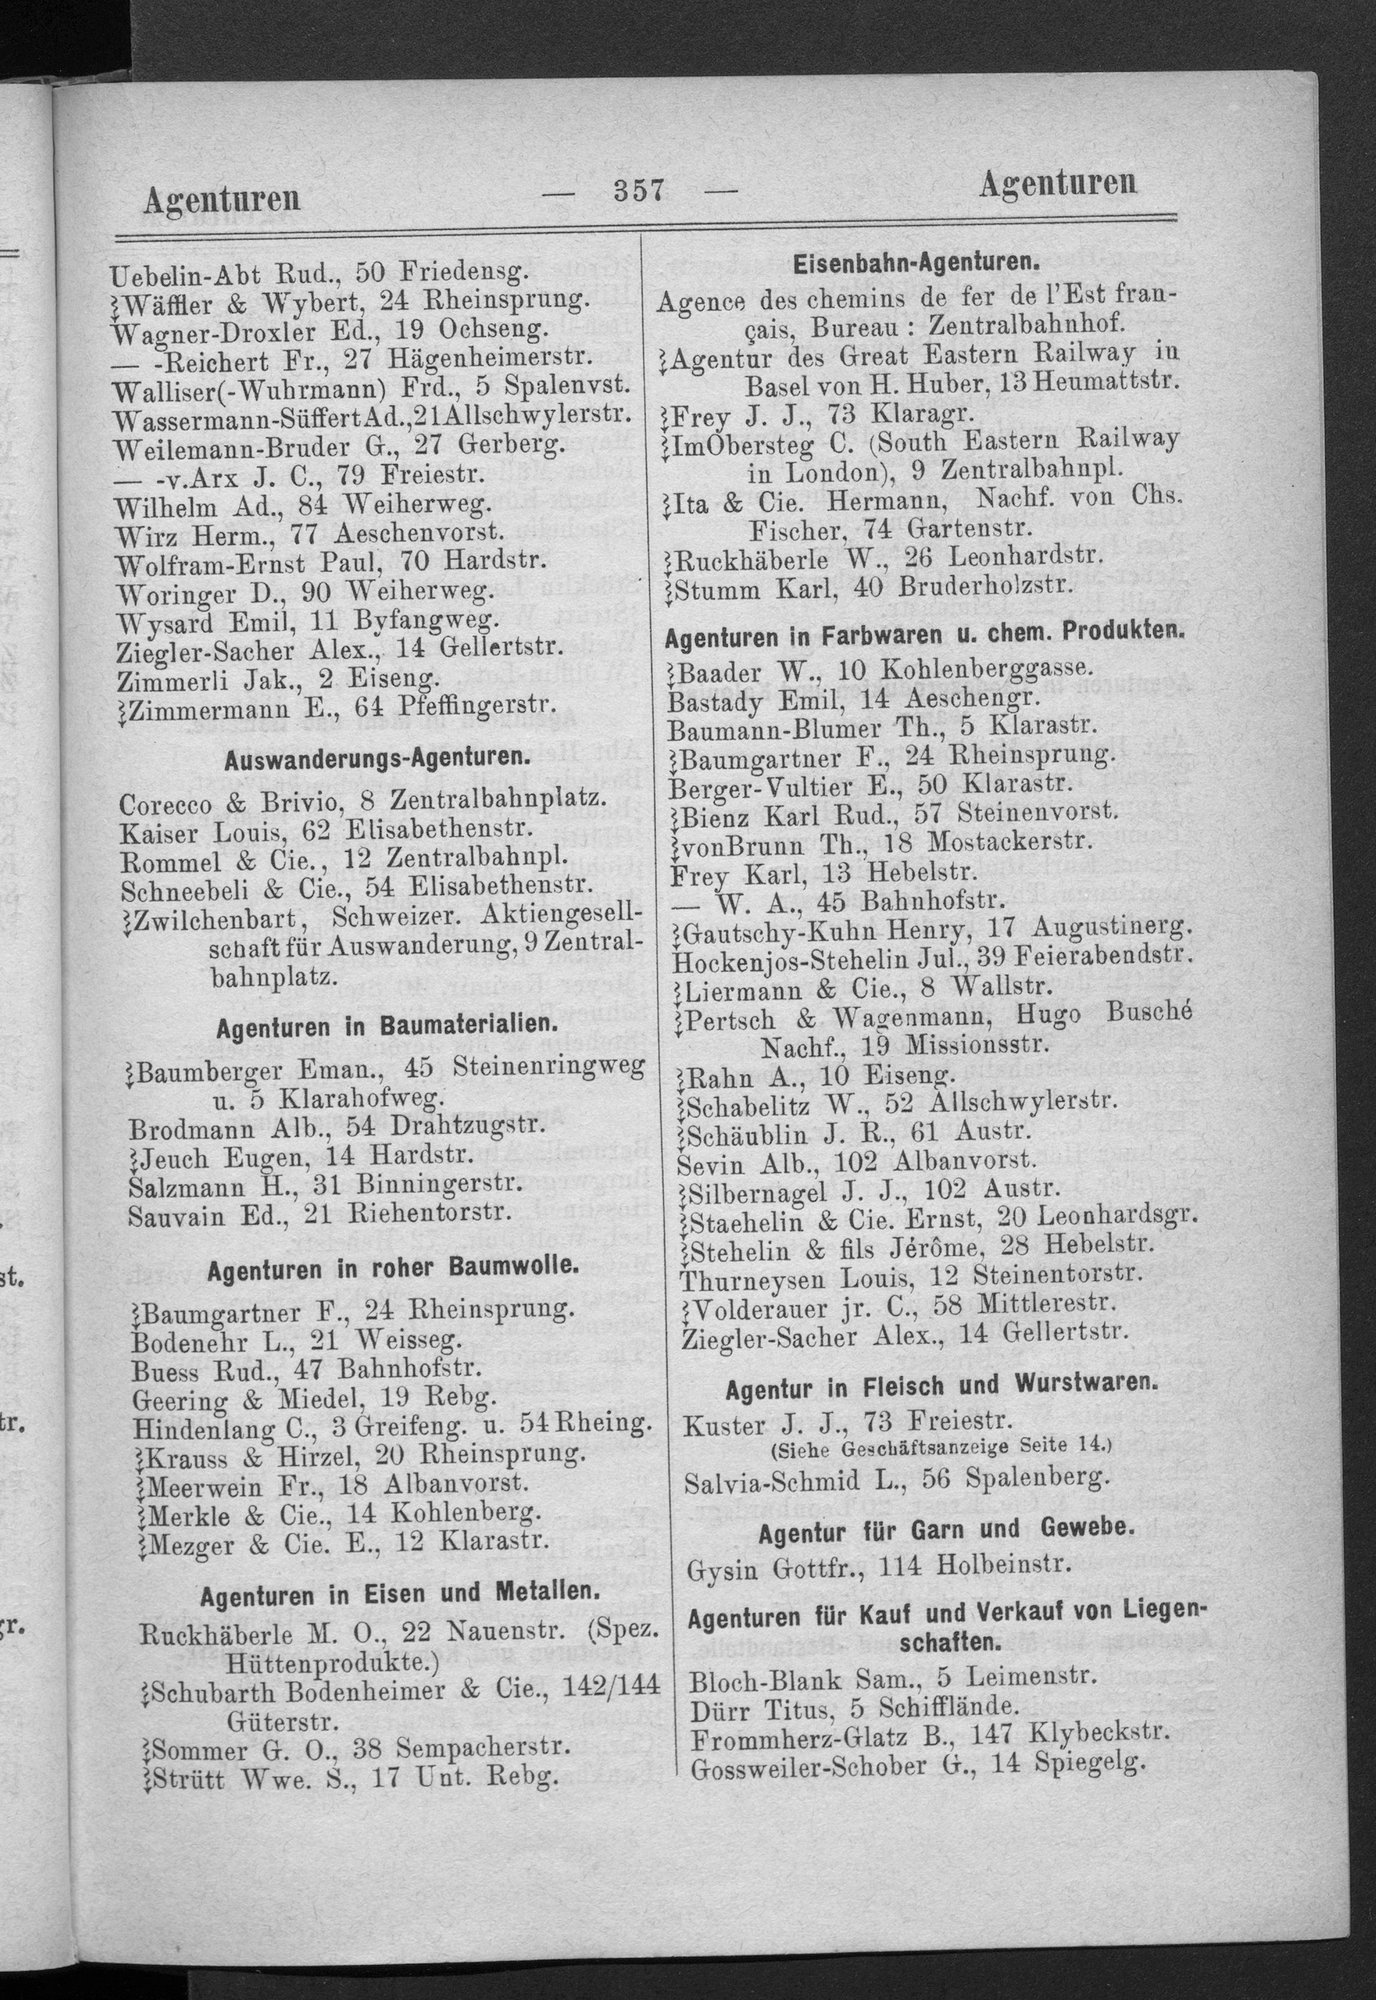 Agenturen — 357 — Agenturen
Uebelin-Abt Rud., 50 Friedensg.
⸾Wäffler & Wybert, 24 Rheinsprung.
Wagner-Droxler Ed., 19 Ochseng.
— -Reichert Fr., 27 Hägenheimerstr.
Walliser(-Wuhrmann) Frd., 5 Spalenvst.
Wassermann-Süffert Ad., 21 Allschwylerstr.
Weilemann-Bruder G., 27 Gerberg.
— -v.Arx J. C., 79 Freiestr.
Wilhelm Ad., 84 Weiherweg.
Wirz Herm., 77 Aeschenvorst.
Wolfram-Ernst Paul, 70 Hardstr.
Woringer D., 90 Weiherweg.
Wysard Emil, 11 Byfangweg.
Ziegler-Sacher Alex., 14 Gellertstr.
Zimmerli Jak., 2 Eiseng.
⸾Zimmermann E., 64 Pfeffingerstr.
Auswanderungs-Agenturen.
Corecco & Brivio, 8 Zentralbahnplatz.
Kaiser Louis, 62 Elisabethenstr.
Rommel & Cie., 12 Zentralbahnpl.
Schneebeli & Cie., 54 Elisabethenstr.
⸾Zwilchenbart, Schweizer. Aktiengesell-
schaft für Auswanderung, 9 Zentral-
bahnplatz.
Agenturen in Baumaterialien.
⸾Baumberger Eman., 45 Steinenringweg
u. 5 Klarahofweg.
Brodmann Alb., 54 Drahtzugstr.
⸾Jeuch Eugen, 14 Hardstr.
Salzmann H., 31 Binningerstr.
Sauvain Ed., 21 Riehentorstr.
Agenturen in roher Baumwolle.
⸾Baumgartner F., 24 Rheinsprung.
Bodenehr L., 21 Weisseg.
Buess Rud., 47 Bahnhofstr.
Geering & Miedel, 19 Rebg.
Hindenlang C., 3 Greifeng. u. 54 Rheing.
⸾Krauss & Hirzel, 20 Rheinsprung.
⸾Meerwein Fr., 18 Albanvorst.
⸾Merkle & Cie., 14 Kohlenberg.
⸾Mezger & Cie. E., 12 Klarastr.
Agenturen in Eisen und Metallen.
Ruckhäberle M. O., 22 Nauenstr. (Spez.
Hüttenprodukte.)
⸾Schubarth Bodenheimer & Cie., 142/144
Güterstr.
⸾Sommer G. O., 38 Sempacherstr.
⸾Strütt Wwe. S., 17 Unt. Rebg.
Eisenbahn-Agenturen.
Agence des chemins de fer de l'Est fran-
çais, Bureau : Zentralbahnhof.
⸾Agentur des Great Eastern Railway in
Basel von H. Huber, 13 Heumattstr.
⸾Frey J. J., 73 Klaragr.
⸾ImObersteg C. (South Eastern Railway
in London), 9 Zentralbahnpl.
⸾Ita & Cie. Hermann, Nachf. von Chs.
Fischer, 74 Gartenstr.
⸾Ruckhäberle W., 26 Leonhardstr.
⸾Stumm Karl, 40 Bruderholzstr.
Agenturen in Farbwaren u. chem. Produkten.
⸾Baader W., 10 Kohlenberggasse.
Bastady Emil, 14 Aeschengr.
Baumann-Blumer Th., 5 Klarastr.
⸾Baumgartner F., 24 Rheinsprung.
Berger-Vultier E., 50 Klarastr.
⸾Bienz Karl Rud., 57 Steinenvorst.
⸾vonBrunn Th., 18 Mostackerstr.
Frey Karl, 13 Hebelstr.
— W. A., 45 Bahnhofstr.
⸾Gautschy-Kuhn Henry, 17 Augustinerg.
Hockenjos-Stehelin Jul., 39 Feierabendstr.
⸾Liermann & Cie., 8 Wallstr.
⸾Pertsch & Wagenmann, Hugo Busché
Nachf., 19 Missionsstr.
⸾Rahn A., 10 Eiseng.
⸾Schabelitz W., 52 Allschwylerstr.
⸾Schäublin J. R., 61 Austr.
Sevin Alb., 102 Albanvorst.
⸾Silbernagel J. J., 102 Austr.
⸾Staehelin & Cie. Ernst, 20 Leonhardsgr.
⸾Stehelin & fils Jérôme, 28 Hebelstr.
Thurneysen Louis, 12 Steinentorstr.
⸾Volderauer jr. C., 58 Mittlerestr.
Ziegler-Sacher Alex., 14 Gellertstr.
Agentur in Fleisch und Wurstwaren.
Kuster J. J., 73 Freiestr.
(Siehe Geschäftsanzeige Seite 14.)
Salvia-Schmid L., 56 Spalenberg.
Agentur für Garn und Gewebe.
Gysin Gottfr., 114 Holbeinstr.
Agenturen für Kauf und Verkauf von Liegen-
schaften.
Bloch-Blank Sam., 5 Leimenstr.
Dürr Titus, 5 Schifflände.
Frommherz-Glatz B., 147 Klybeckstr.
Gossweiler-Schober G., 14 Spiegelg.